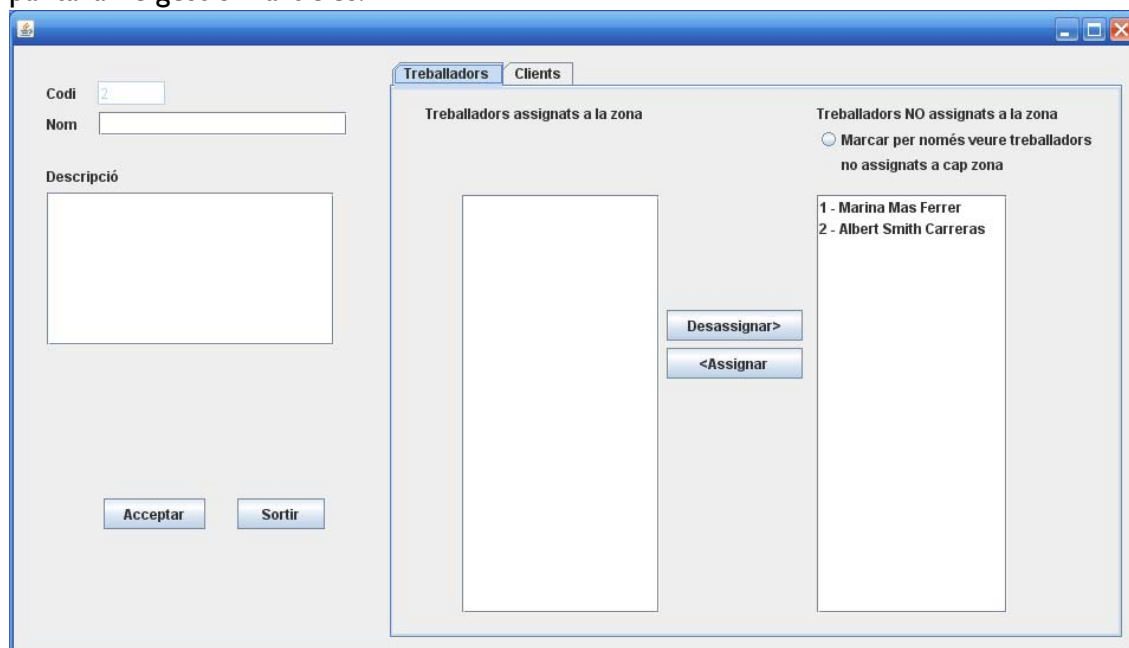 Codi 2
Nom
Descripció
Acceptar Sortir
Treballadors Clients
Treballadors assignats a la zona
Desassignar>
<Assignar
Treballadors NO assignats a la zona
Marcar per només veure treballadors
no assignats a cap zona
1 - Marina Mas Ferrer
2 - Albert Smith Carreras